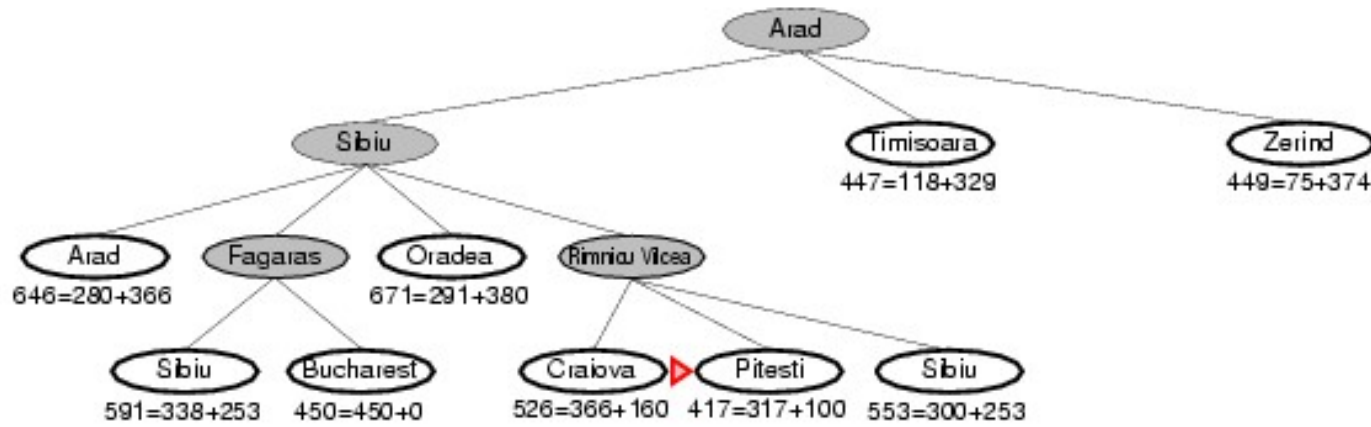 Arad
Sibiu
Timisoara
Zerind
447=118+329
449=75+374
Arad
Fagaras
Oradea
Rimnicu Vilcea
646=280+366
671=291+380
Sibiu
Bucharest
Craiova
Pitesti
Sibiu
591=338+253
450=450+0
526=366+160
417=317+100
553=300+253